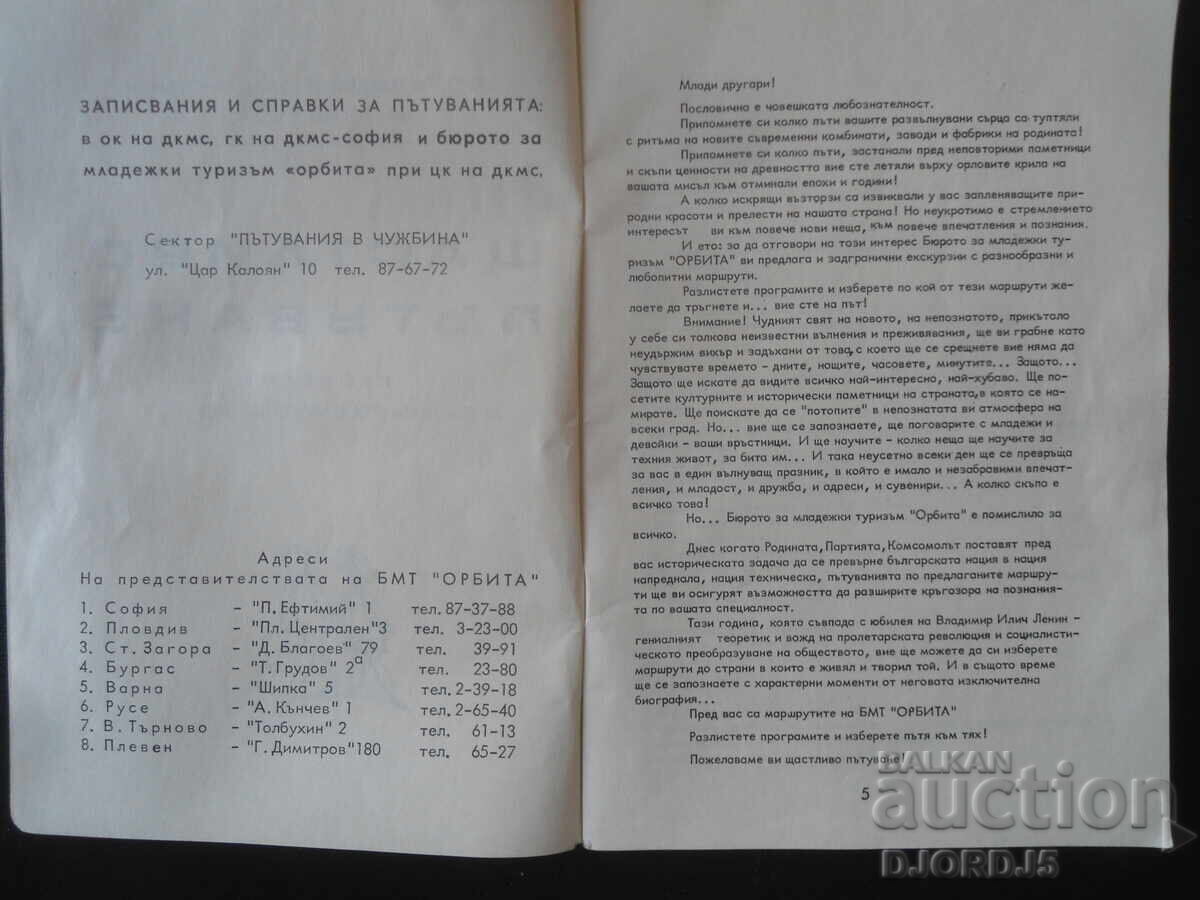 ЗАПИСВАНИЯ И СПРАВКИ ЗА ПЪТУВАНИЯТА:
В ОК НА ДКМС, ГК НА ДКМС-СОФИЯ И БЮРОТО ЗА
МЛАДЕЖКИ ТУРИЗЪМ «ОРБИТА» ПРИ ЦК НА ДКМС.
Сектор "ПЪТУВАНИЯ В ЧУЖБИНА"
ул. "Цар Калоян" 10 тел. 87-67-72
Адреси
На представителствата на БМТ "ОРБИТА"
1. София – "П. Ефтимий" 1 тел. 87-37-88
2. Пловдив – "Пл. Централен"3 тел. 3-23-00
3. Ст. Загора – "Д. Благоев" 79 тел. 39-91
4. Бургас – "Т. Грудов" 2а тел. 23-80
5. Варна – "Шипка" 5 тел. 2-39-18
6. Русе – "А. Кънчев" 1 тел. 2-65-40
7. В. Търново – "Толбухин" 2 тел. 61-13
8. Плевен – "Г. Димитров"180 тел. 65-27
Млади другари!
Пословична е човешката любознателност.
Припомнете си колко пъти вашите развълнувани сърца са туптяли
с ритъма на новите съвременни комбинати, заводи и фабрики на родината!
Припомнете си колко пъти, застанали пред неповторими паметници
и скъпи ценности на древността вие сте летяли върху орловите крила на
вашата мисъл към отминали епохи и години!
А колко искрящи възторзи са извиквали у вас запленяващите при-
родни красоти и прелести на нашата страна! Но неукротимо е стремлението
интересът ви към повече нови неща, към повече впечатления и познания.
И ето: за да отговори на този интерес Бюрото за младежки ту-
ризъм "ОРБИТА" ви предлага и задгранични екскурзии с разнообразни и
любопитни маршрути.
Разлистете програмите и изберете по кой от тези маршрути же-
лаете да тръгнете и... вие сте на път!
Внимание! Чудният свят на новото, на непознатото, прикътало
у себе си толкова неизвестни вълнения и преживявания, ще ви грабне като
неудържим вихър и задъхани от това, с което ще се срещнете вие няма да
чувствувате времето – дните, нощите, часовете, минутите... Защото...
Защото ще искате да видите всичко най-интересно, най-хубаво. Ще по-
сетите културните и исторически паметници на страната, в която се на-
мирате. Ще поискате да се "потопите" в непознатата ви атмосфера на
всеки град. Но... вие ще се запознаете, ще поговорите с младежи и
девойки – ваши връстници. И ще научите – колко неща ще научите за
техния живот, за бита им... И така неусетно всеки ден ще се превръща
за вас в един вълнуващ празник, в който е имало и незабравими впечат-
ления, и младост, и дружба, и адреси, и сувенири... А колко скъпа е
всичко това!
Но... Бюрото за младежки туризъм "Орбита" е помислило за
всичко.
Днес когато Родината, Партията, Комсомолът поставят пред
вас историческата задача да се превърне българската нация в нация
напреднала, нация техническа, пътуванията по предлаганите маршру-
ти ще ви осигурят възможността да разширите кръгозора на познания-
та по вашата специалност.
Тази година, която съвпада с юбилея на Владимир Илич Ленин –
гениалният теоретик и вожд на пролетарската революция и социалисти-
ческото преобразуване на обществото, вие ще можете да си изберете
маршрути до страни в които е живял и творил той. И в същото време
ще се запознаете с характерни моменти от неговата изключителна
биография...
Пред вас са маршрутите на БМТ "ОРБИТА"
Разлистете програмите и изберете пътя към тях!
Пожелаваме ви щастливо пътуване!
5
BALKAN
auction
DJORDJ5